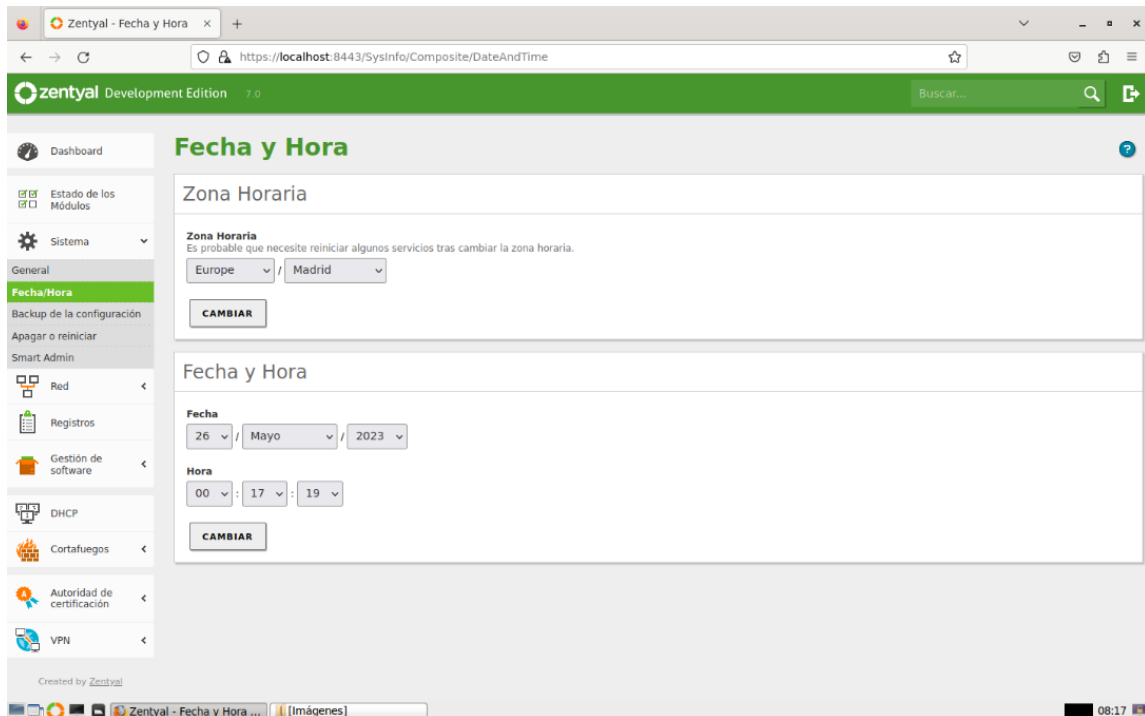 Zentyal - Fecha y Hora
https://localhost:8443/SysInfo/Composite/DateAndTime
zentyal Development Edition 7.0
Buscar...
Dashboard
Estado de los
Módulos
Sistema
General
Fecha/Hora
Backup de la configuración
Apagar o reiniciar
Smart Admin
Red
Registros
Gestión de
software
DHCP
Cortafuegos
Autoridad de
certificación
VPN
Created by Zentyal
Fecha y Hora
?
Zona Horaria
Zona Horaria
Es probable que necesite reiniciar algunos servicios tras cambiar la zona horaria.
Europe / Madrid
CAMBIAR
Fecha y Hora
Fecha
26 / Mayo / 2023
Hora
00 : 17 : 19
CAMBIAR
Zentyal - Fecha y Hora ... [Imágenes] 08:17